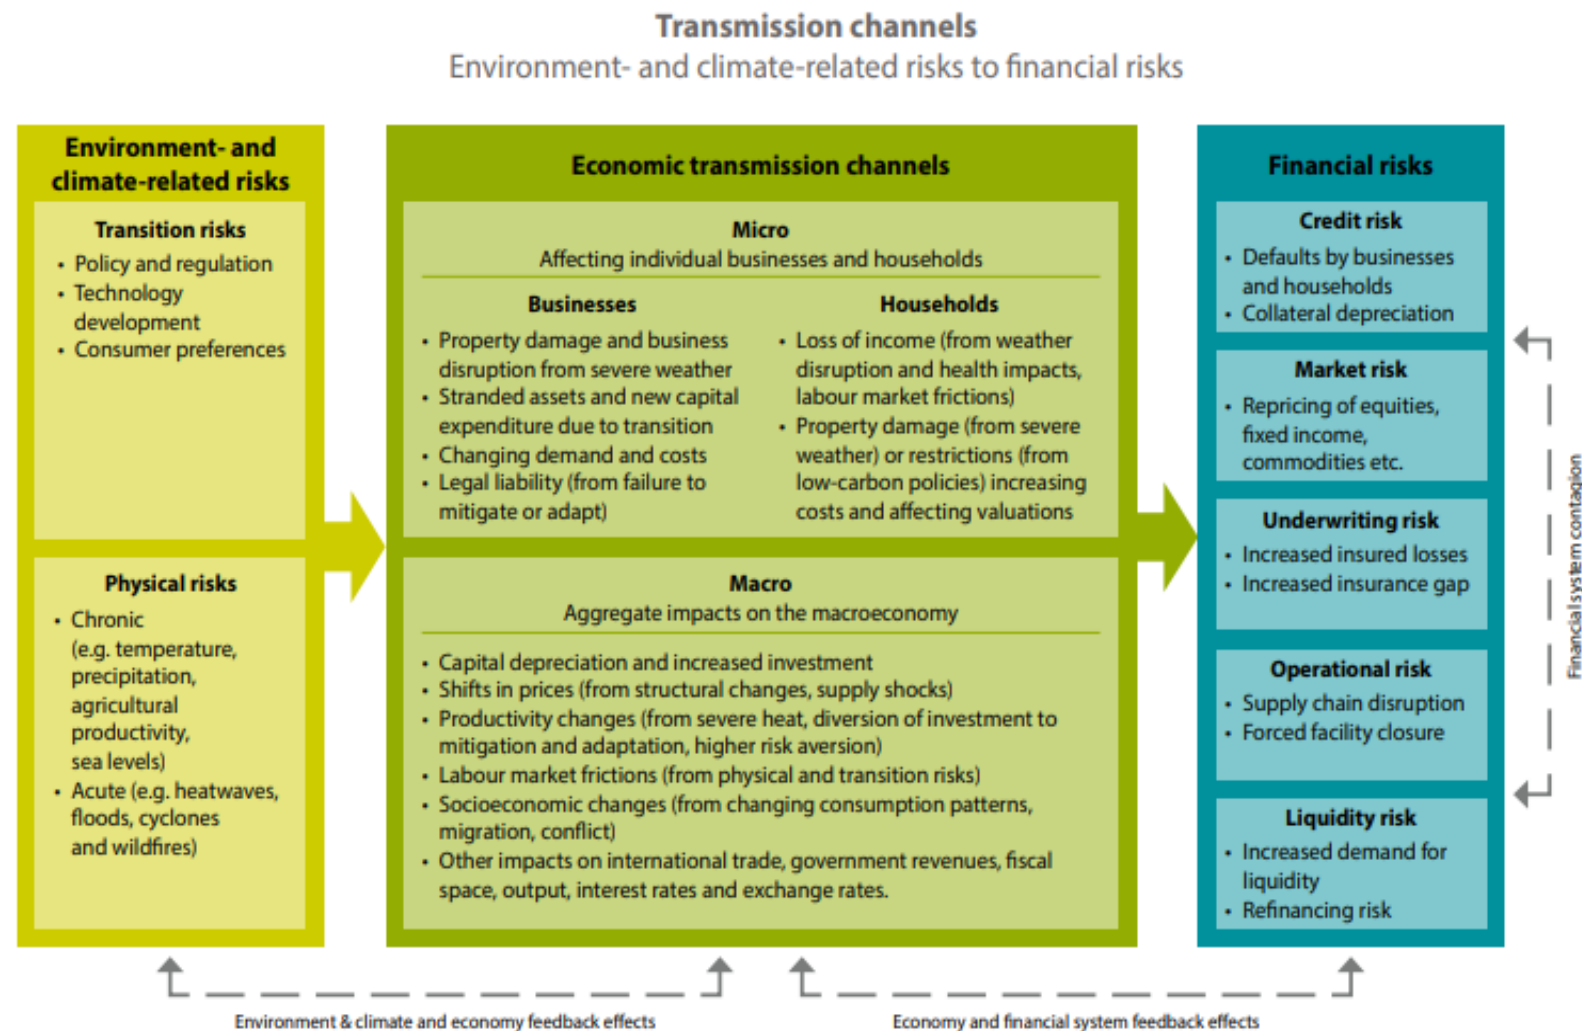 Transmission channels
Environment- and climate-related risks to financial risks
Environment- and
climate-related risks
Transition risks
• Policy and regulation
• Technology
development
• Consumer preferences
Physical risks
• Chronic
(e.g. temperature,
precipitation,
agricultural
productivity,
sea levels)
• Acute (e.g. heatwaves,
floods, cyclones
and wildfires)
Economic transmission channels
Micro
Affecting individual businesses and households
Businesses
• Property damage and business
disruption from severe weather
• Stranded assets and new capital
expenditure due to transition
• Changing demand and costs
• Legal liability (from failure to
mitigate or adapt)
Households
• Loss of income (from weather
disruption and health impacts,
labour market frictions)
• Property damage (from severe
weather) or restrictions (from
low-carbon policies) increasing
costs and affecting valuations
Macro
Aggregate impacts on the macroeconomy
• Capital depreciation and increased investment
• Shifts in prices (from structural changes, supply shocks)
• Productivity changes (from severe heat, diversion of investment to
mitigation and adaptation, higher risk aversion)
• Labour market frictions (from physical and transition risks)
• Socioeconomic changes (from changing consumption patterns,
migration, conflict)
• Other impacts on international trade, government revenues, fiscal
space, output, interest rates and exchange rates.
Financial risks
Credit risk
• Defaults by businesses
and households
• Collateral depreciation
Market risk
• Repricing of equities,
fixed income,
commodities etc.
Underwriting risk
• Increased insured losses
• Increased insurance gap
Operational risk
• Supply chain disruption
• Forced facility closure
Liquidity risk
• Increased demand for
liquidity
• Refinancing risk
Financial system contagion
Environment & climate and economy feedback effects
Economy and financial system feedback effects